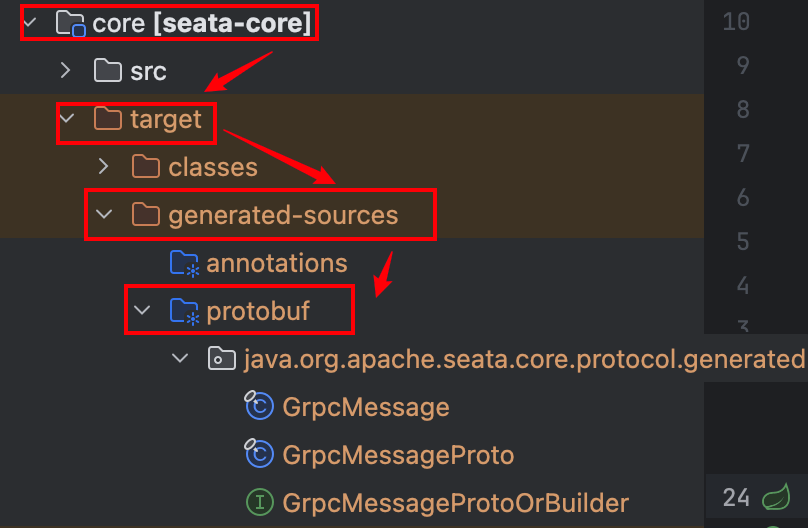 core [seata-core]
src
target
classes
generated-sources
annotations
protobuf
java.org.apache.seata.core.protocol.generated
GrpcMessage
GrpcMessageProto
GrpcMessageProtoOrBuilder
10
9
8
7
6
5
4
3
24